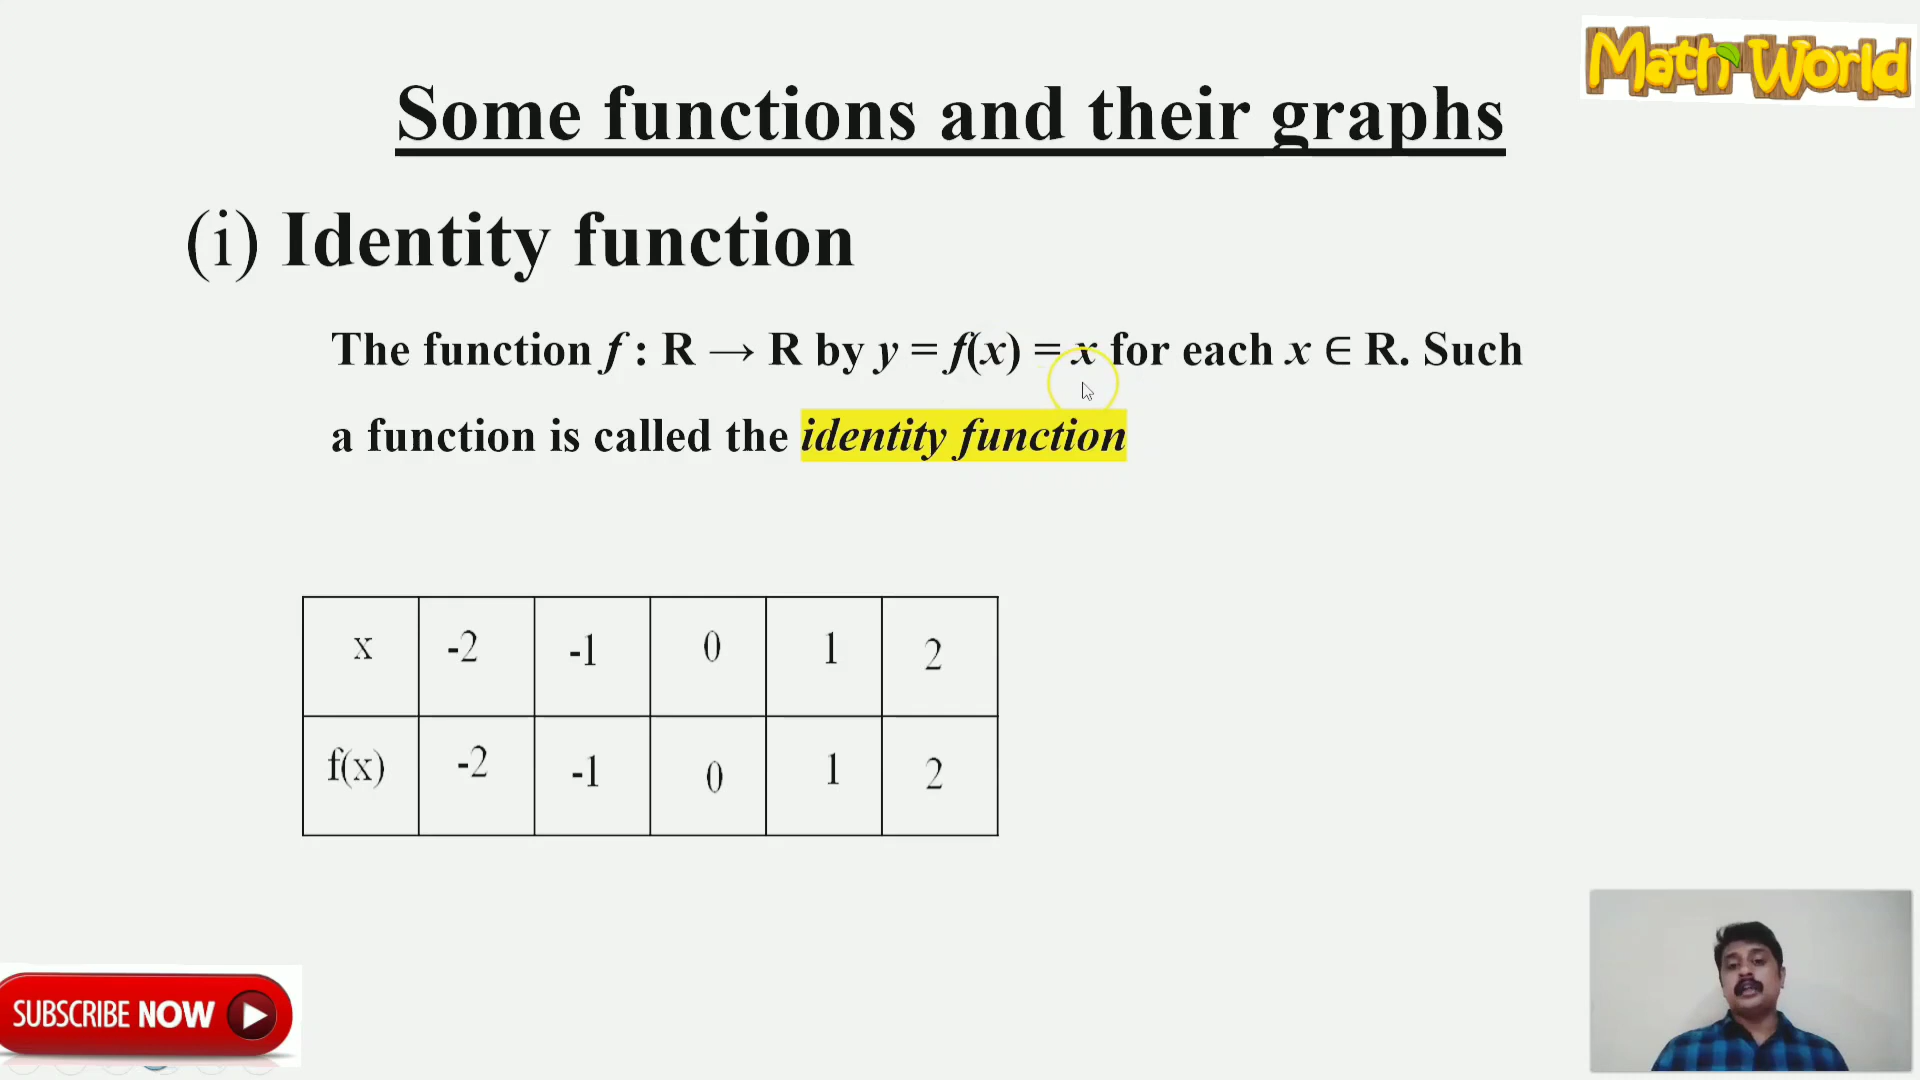 Math World
Some functions and their graphs
(i) Identity function
The function f : R → R by y = f(x) = x for each x ∈ R. Such
a function is called the identity function
x -2 -1 0 1 2
f(x) -2 -1 0 1 2
SUBSCRIBE NOW